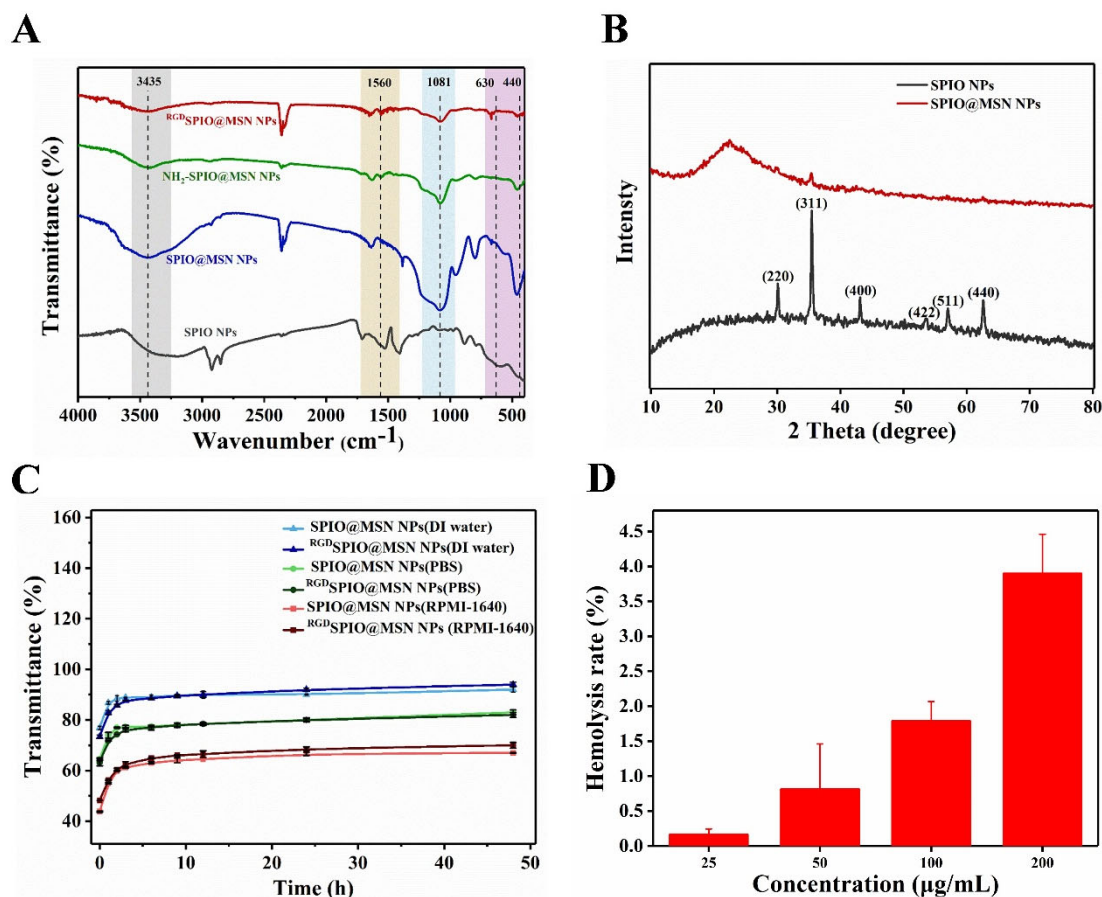 A
3435
1560
1081
630
440
RGDSPIO@MSN NPs
NH2-SPIO@MSN NPs
SPIO@MSN NPs
SPIO NPs
Transmittance (%)
4000
3500
3000
2500
2000
1500
1000
500
Wavenumber (cm-1)
B
SPIO NPs
SPIO@MSN NPs
(220)
(311)
(400)
(422)
(511)
(440)
Intensty
10
20
30
40
50
60
70
80
2 Theta (degree)
C
160
140
120
100
80
60
40
SPIO@MSN NPs(DI water)
RGDSPIO@MSN NPs(DI water)
SPIO@MSN NPs(PBS)
RGDSPIO@MSN NPs(PBS)
SPIO@MSN NPs(RPMI-1640)
RGDSPIO@MSN NPs (RPMI-1640)
Transmittance (%)
0
10
20
30
40
50
Time (h)
D
4.5
4.0
3.5
3.0
2.5
2.0
1.5
1.0
0.5
0.0
Hemolysis rate (%)
25
50
100
200
Concentration (μg/mL)